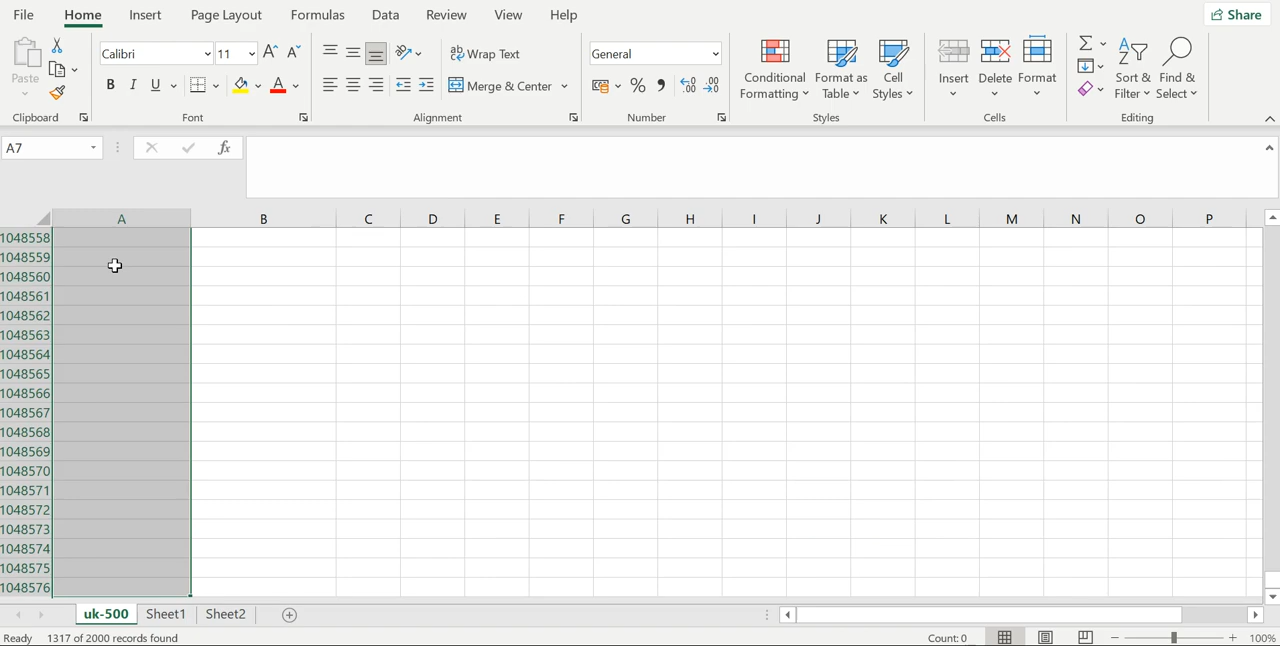 File Home Insert Page Layout Formulas Data Review View Help Share
Calibri 11 A A Wrap Text General
Paste B I U A Merge & Center % , Conditional Formatting Format as Table Cell Styles Insert Delete Format Sort & Filter Find & Select
Clipboard Font Alignment Number Styles Cells Editing
A7 fx
A B C D E F G H I J K L M N O P
1048558
1048559
1048560
1048561
1048562
1048563
1048564
1048565
1048566
1048567
1048568
1048569
1048570
1048571
1048572
1048573
1048574
1048575
1048576
uk-500 Sheet1 Sheet2
Ready 1317 of 2000 records found Count: 0 100%